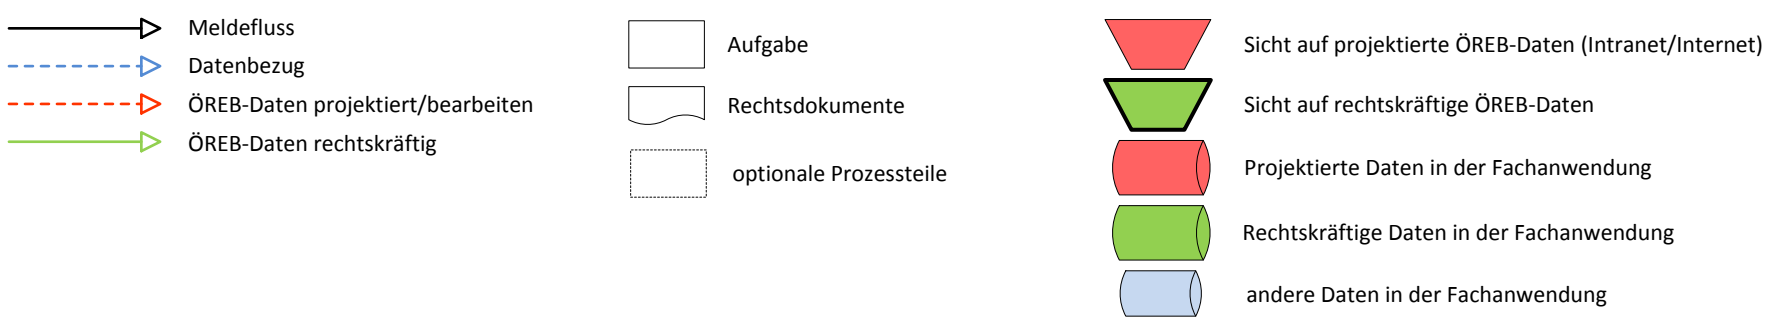 Meldefluss
Datenbezug
ÖREB-Daten projektiert/bearbeiten
ÖREB-Daten rechtskräftig
Aufgabe
Rechtsdokumente
optionale Prozessteile
Sicht auf projektierte ÖREB-Daten (Intranet/Internet)
Sicht auf rechtskräftige ÖREB-Daten
Projektierte Daten in der Fachanwendung
Rechtskräftige Daten in der Fachanwendung
andere Daten in der Fachanwendung